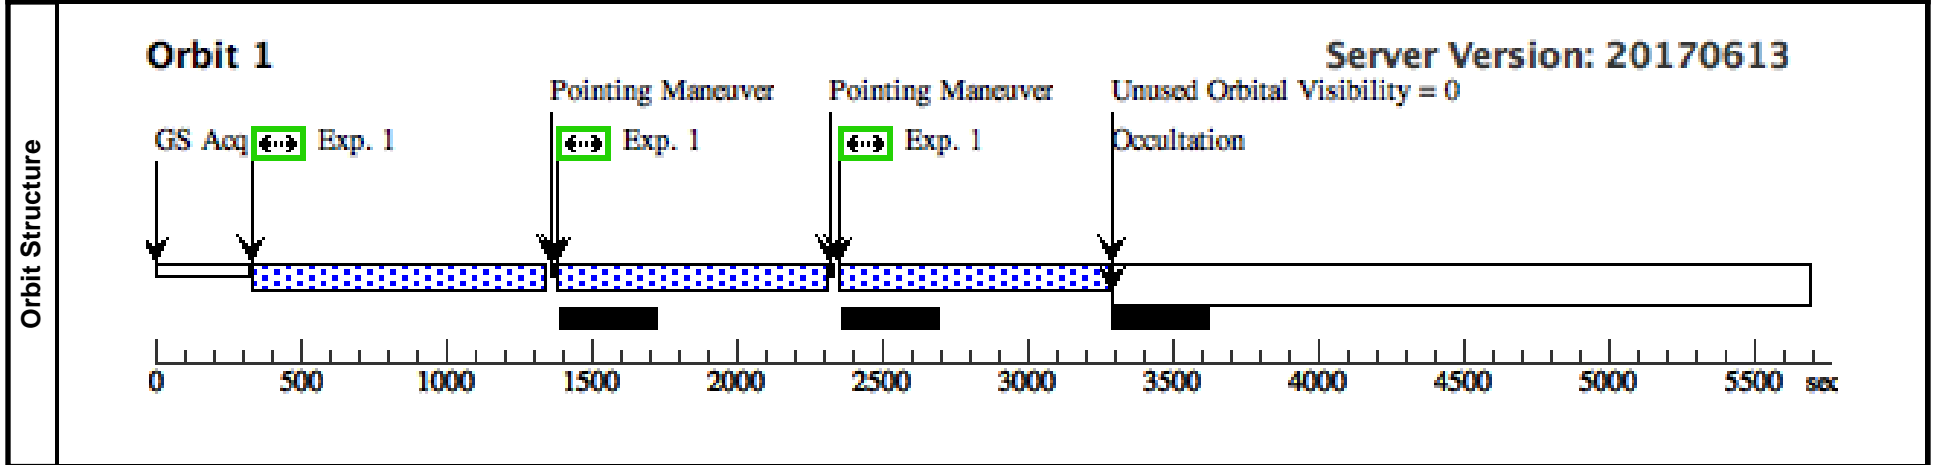 Orbit Structure
Orbit 1
Server Version: 20170613
Pointing Maneuver Pointing Maneuver Unused Orbital Visibility = 0
GS Acq Exp. 1 Exp. 1 Exp. 1 Occultation
0 500 1000 1500 2000 2500 3000 3500 4000 4500 5000 5500 sec